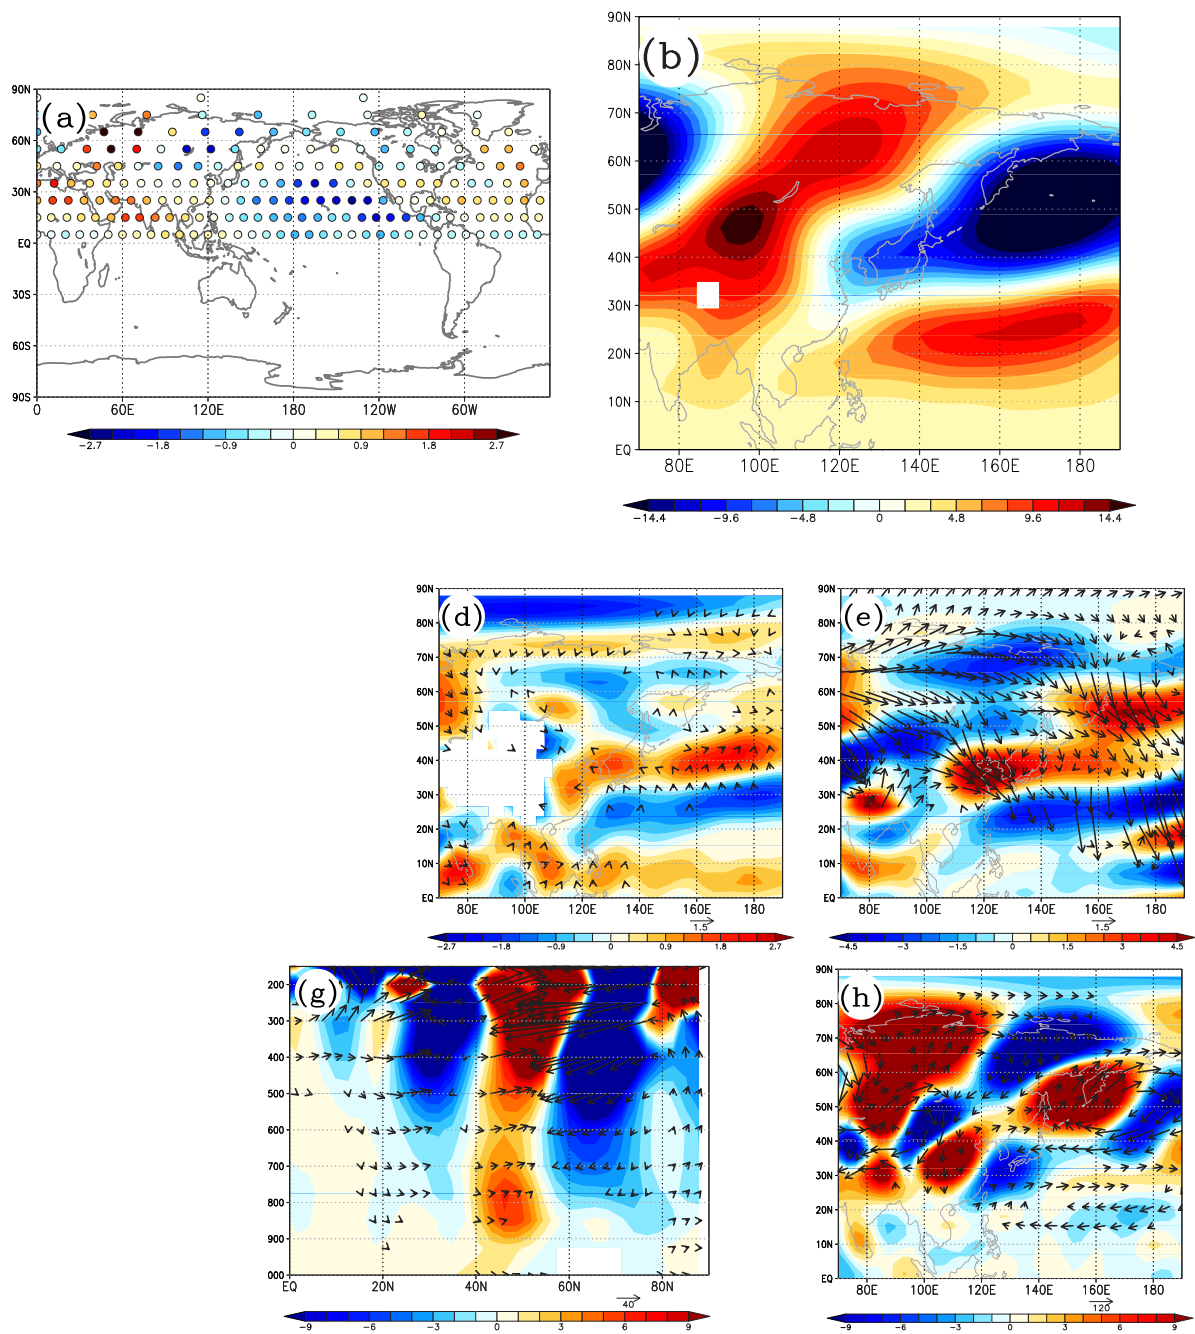 (a)
90N
60N
30N
EQ
30S
60S
90S
0 60E 120E 180 120W 60W
-2.7 -1.8 -0.9 0 0.9 1.8 2.7
(b)
90N
80N
70N
60N
50N
40N
30N
20N
10N
EQ
80E 100E 120E 140E 160E 180
-14.4 -9.6 -4.8 0 4.8 9.6 14.4
(d)
90N
80N
70N
60N
50N
40N
30N
20N
10N
EQ
80E 100E 120E 140E 160E 180
1.5
-2.7 -1.8 -0.9 0 0.9 1.8 2.7
(e)
90N
80N
70N
60N
50N
40N
30N
20N
10N
EQ
80E 100E 120E 140E 160E 180
1.5
-4.5 -3 -1.5 0 1.5 3 4.5
(g)
200
300
400
500
600
700
800
900
000
EQ 20N 40N 60N 80N
40
-9 -6 -3 0 3 6 9
(h)
90N
80N
70N
60N
50N
40N
30N
20N
10N
EQ
80E 100E 120E 140E 160E 180
120
-9 -6 -3 0 3 6 9